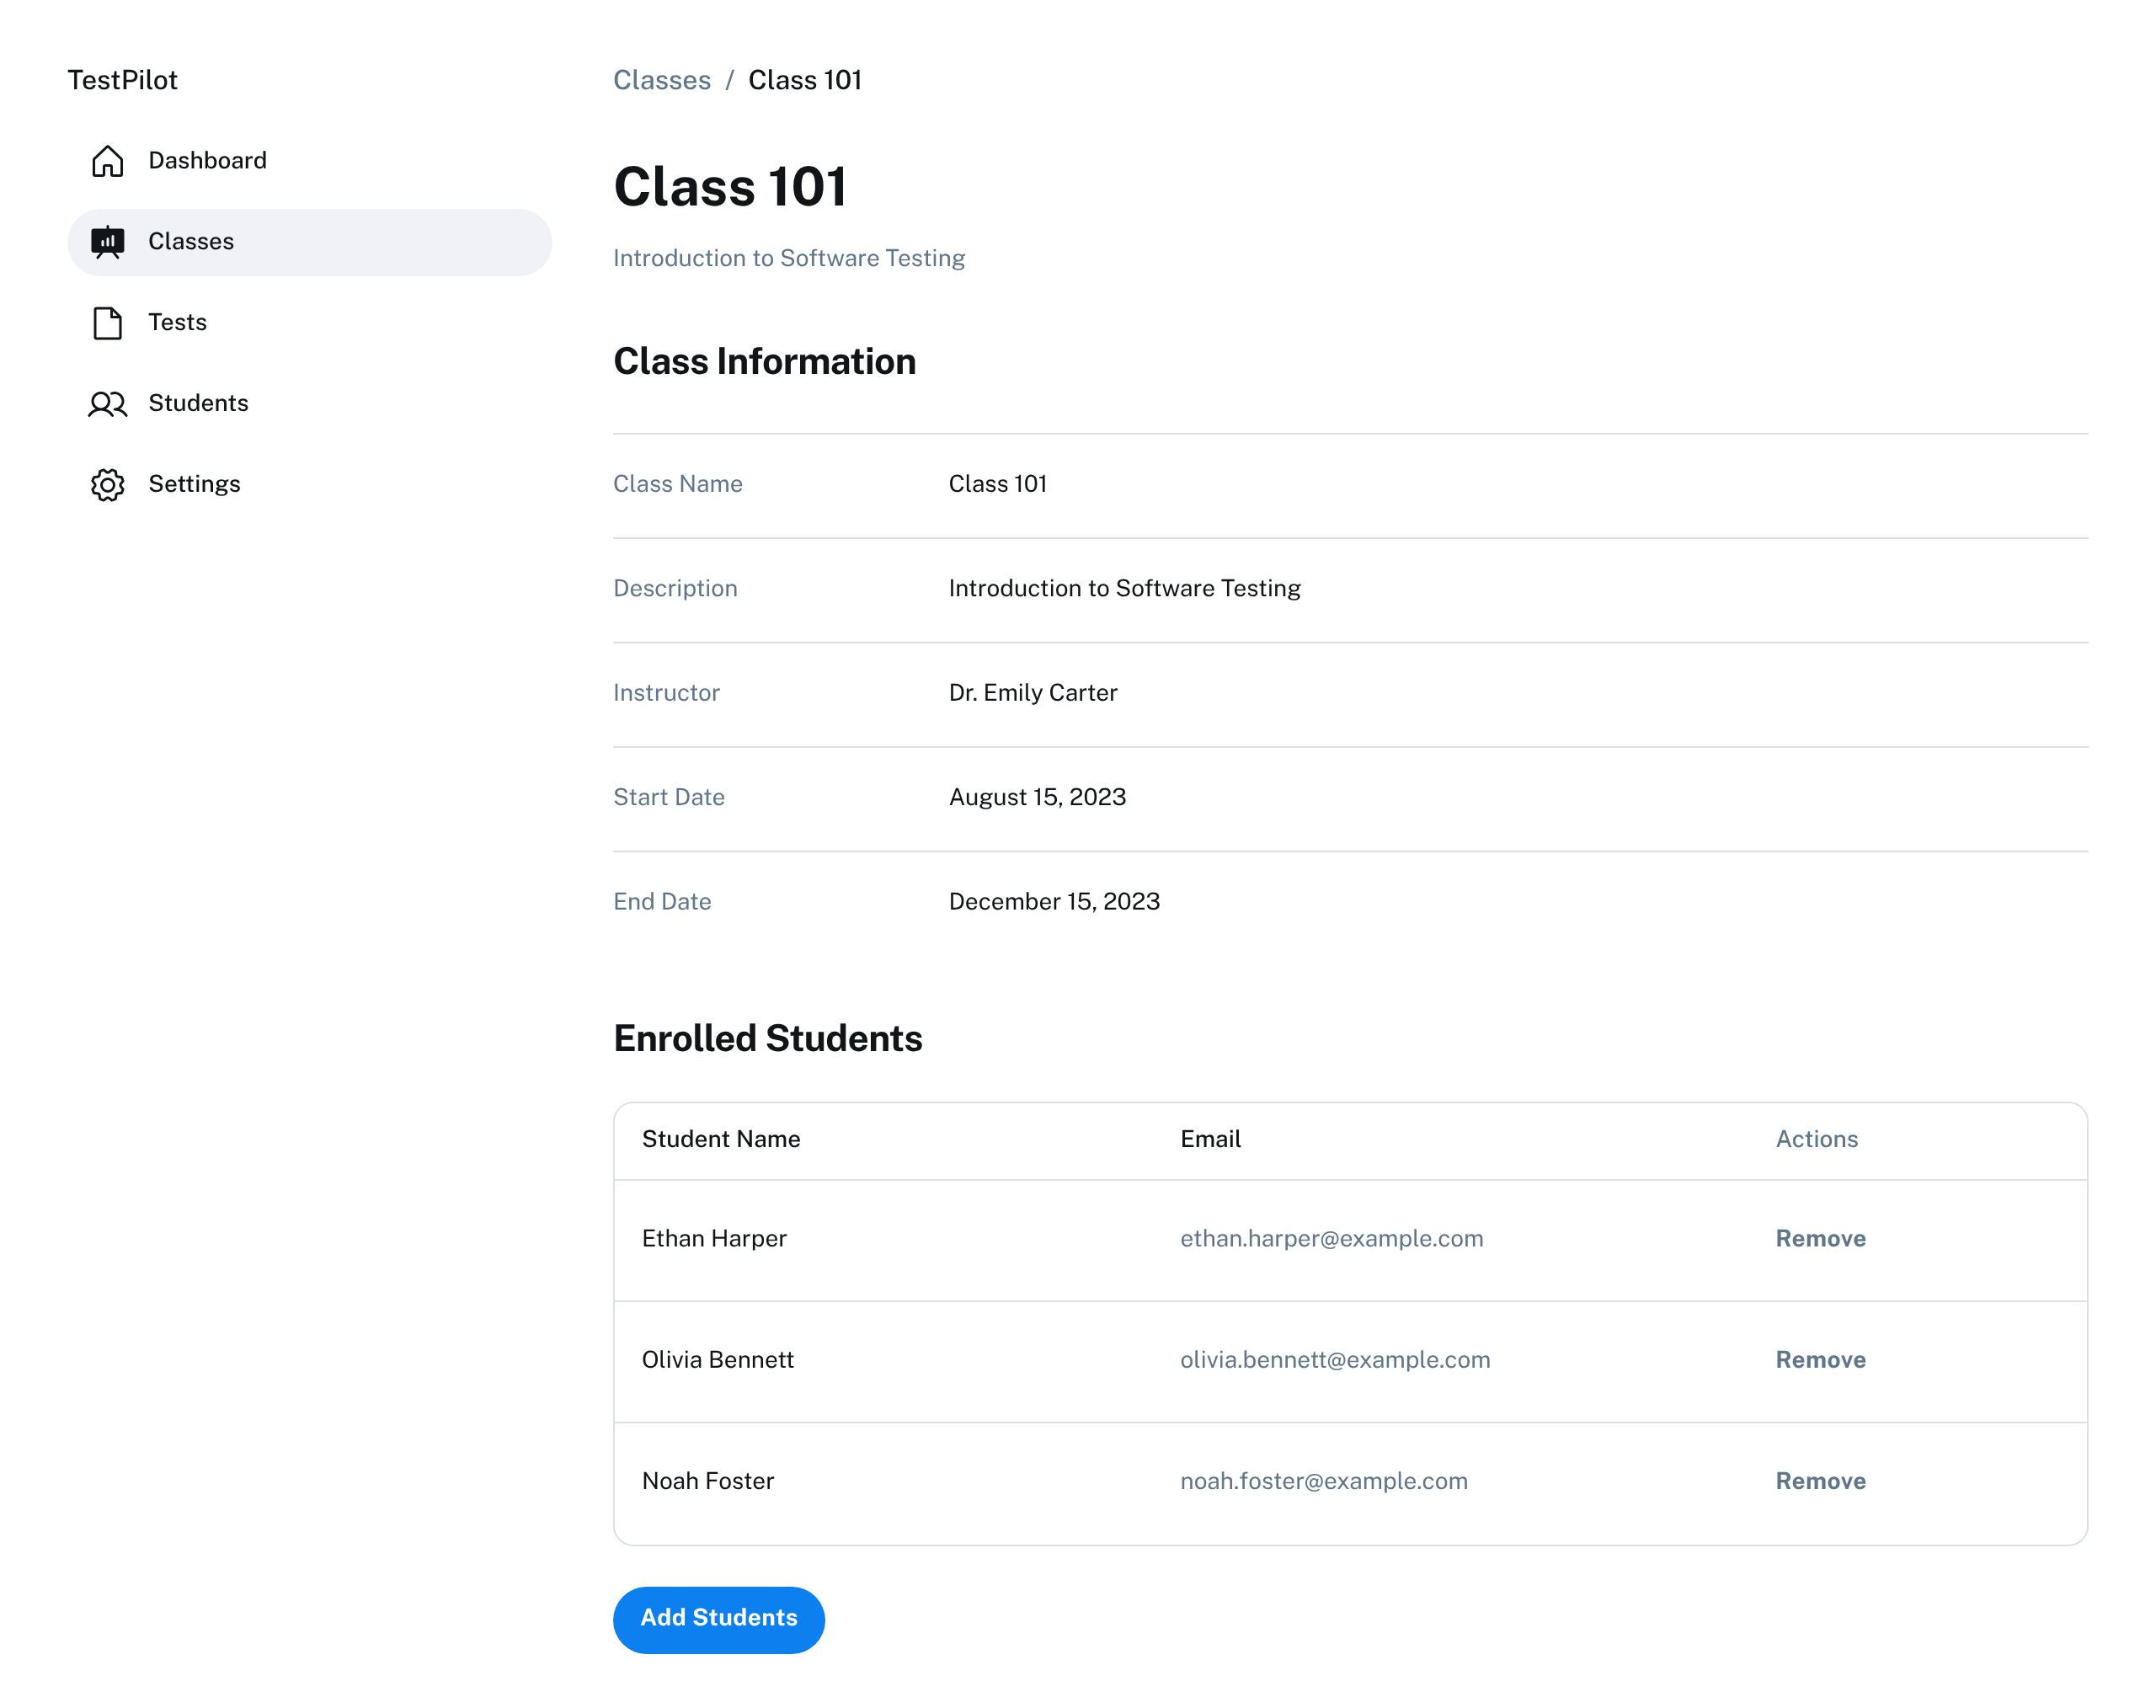 TestPilot
Dashboard
Classes
Tests
Students
Settings
Classes / Class 101
Class 101
Introduction to Software Testing
Class Information
Class Name Class 101
Description Introduction to Software Testing
Instructor Dr. Emily Carter
Start Date August 15, 2023
End Date December 15, 2023
Enrolled Students
Student Name Email Actions
Ethan Harper ethan.harper@example.com Remove
Olivia Bennett olivia.bennett@example.com Remove
Noah Foster noah.foster@example.com Remove
Add Students